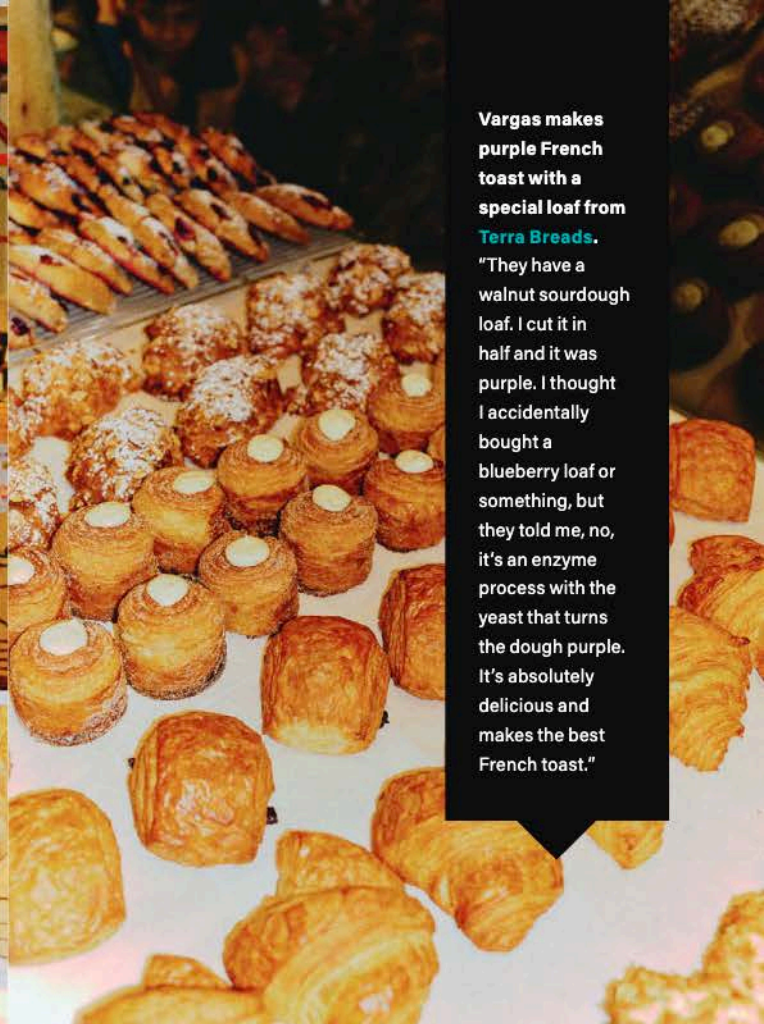 Vargas makes
purple French
toast with a
special loaf from
Terra Breads.
"They have a
walnut sourdough
loaf. I cut it in
half and it was
purple. I thought
I accidentally
bought a
blueberry loaf or
something, but
they told me, no,
it's an enzyme
process with the
yeast that turns
the dough purple.
It's absolutely
delicious and
makes the best
French toast."